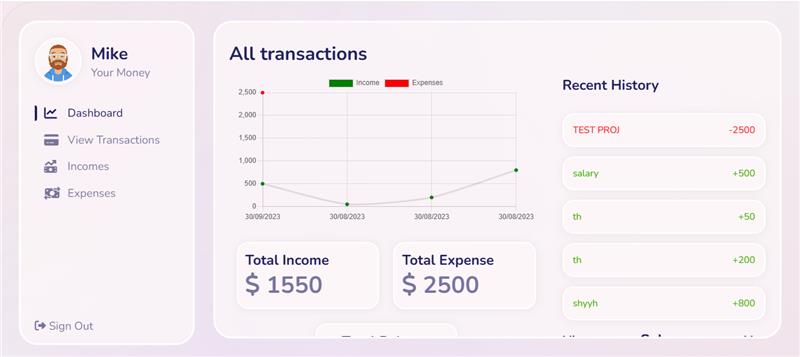 Mike
Your Money
Dashboard
View Transactions
Incomes
Expenses
Sign Out
All transactions
Income Expenses
2,500
2,000
1,500
1,000
500
0
30/09/2023 30/08/2023 30/08/2023 30/08/2023
Total Income
$ 1550
Total Expense
$ 2500
Recent History
TEST PROJ -2500
salary +500
th +50
th +200
shyyh +800